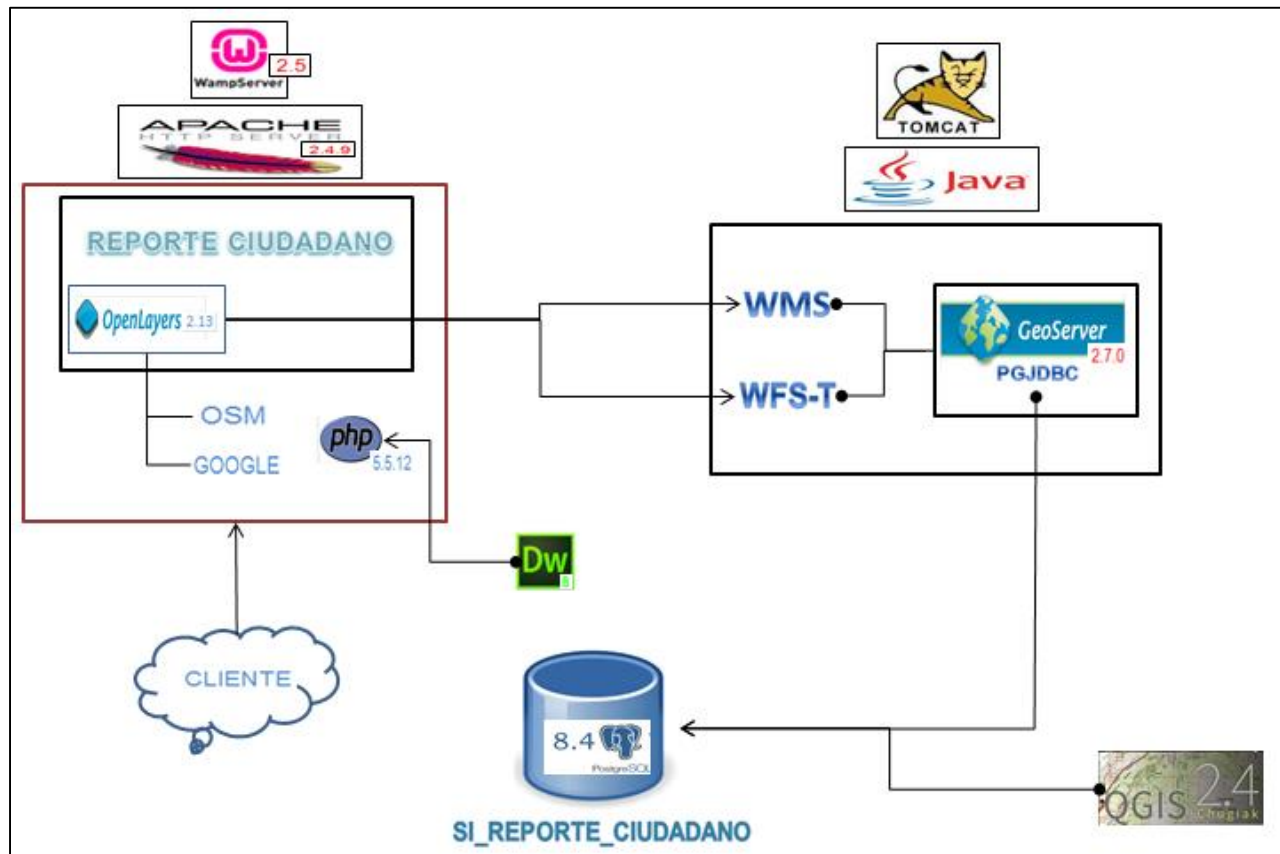 2.5
WampServer
APACHE
HTTP SERVER
2.4.9
TOMCAT
Java
REPORTE CIUDADANO
OpenLayers 2.13
OSM
GOOGLE
php
5.5.12
WMS
WFS-T
GeoServer
2.7.0
PGJDBC
Dw
CLIENTE
8.4
PostgreSQL
SI_REPORTE_CIUDADANO
QGIS 2.4
Chugiak